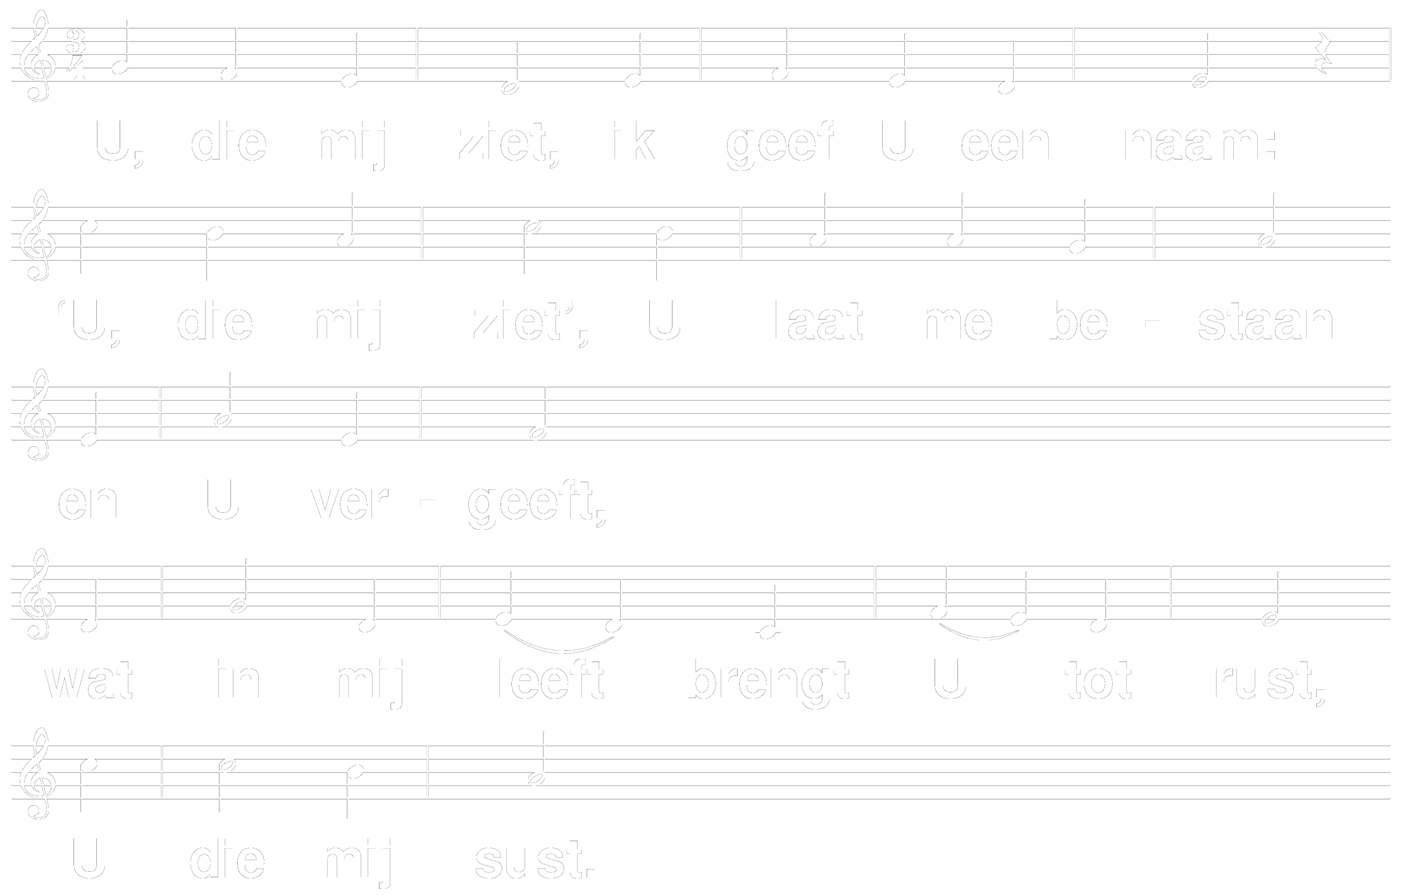 U, die mij ziet, ik geef U een naam:
‘U, die mij ziet’, U laat me be - staan
en U ver - geeft,
wat in mij leeft brengt U tot rust,
U die mij sust.